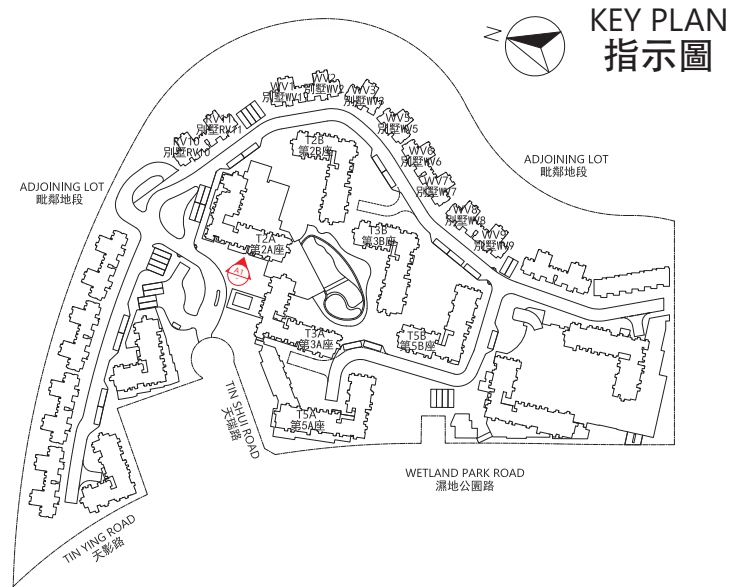 KEY PLAN
指示圖
N
WV1
別墅WV1
WV2
別墅WV2
WV3
別墅WV3
WV5
別墅WV5
WV6
別墅WV6
WV7
別墅WV7
WV8
別墅WV8
WV9
別墅WV9
RV11
別墅RV11
RV10
別墅RV10
T2B
第2B座
ADJOINING LOT
毗鄰地段
ADJOINING LOT
毗鄰地段
T2A
第2A座
T3B
第3B座
A1
T3A
第3A座
T5B
第5B座
T5A
第5A座
TIN SHUI ROAD
天瑞路
WETLAND PARK ROAD
濕地公園路
TIN YING ROAD
天影路